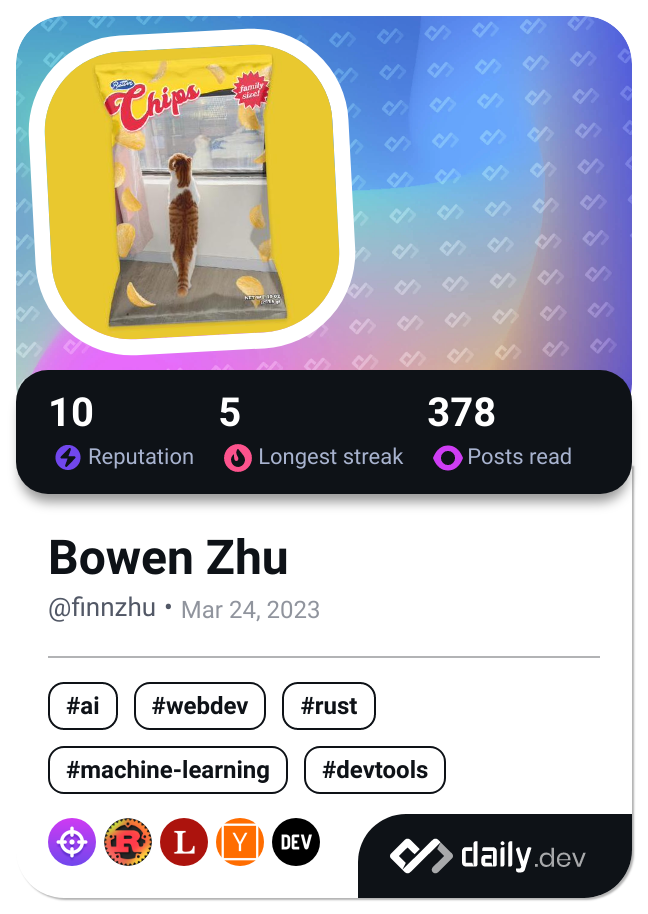 Chips
family
size!
10
5
378
Reputation
Longest streak
Posts read
Bowen Zhu
@finnzhu • Mar 24, 2023
#ai
#webdev
#rust
#machine-learning
#devtools
R
L
Y
DEV
daily.dev